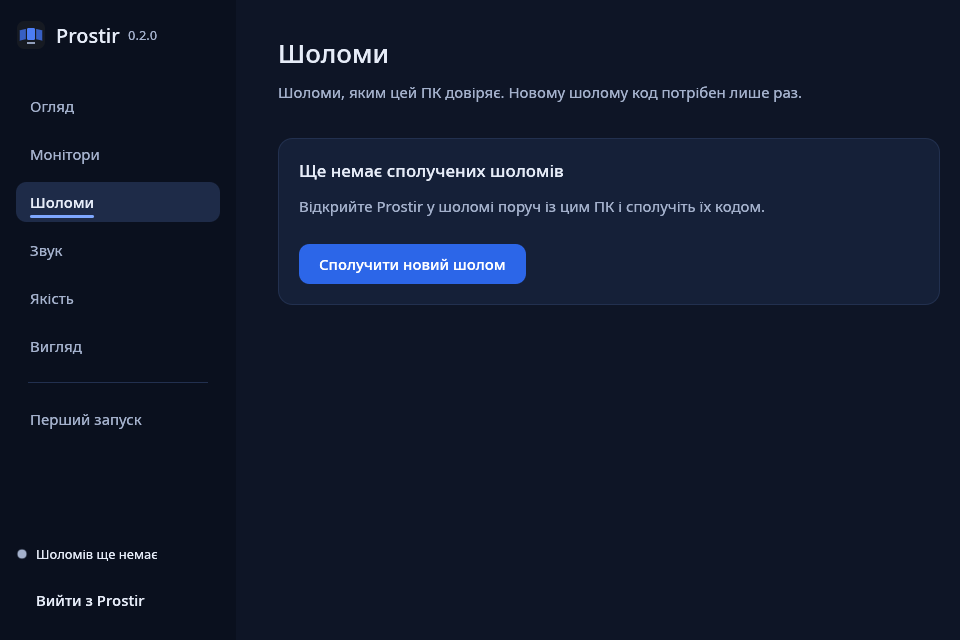 Prostir 0.2.0
Огляд
Монітори
Шоломи
Звук
Якість
Вигляд
Перший запуск
Шоломів ще немає
Вийти з Prostir
Шоломи
Шоломи, яким цей ПК довіряє. Новому шолому код потрібен лише раз.
Ще немає сполучених шоломів
Відкрийте Prostir у шоломі поруч із цим ПК і сполучіть їх кодом.
Сполучити новий шолом